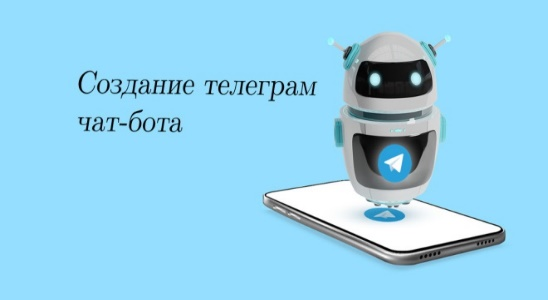 Создание телеграм
чат-бота